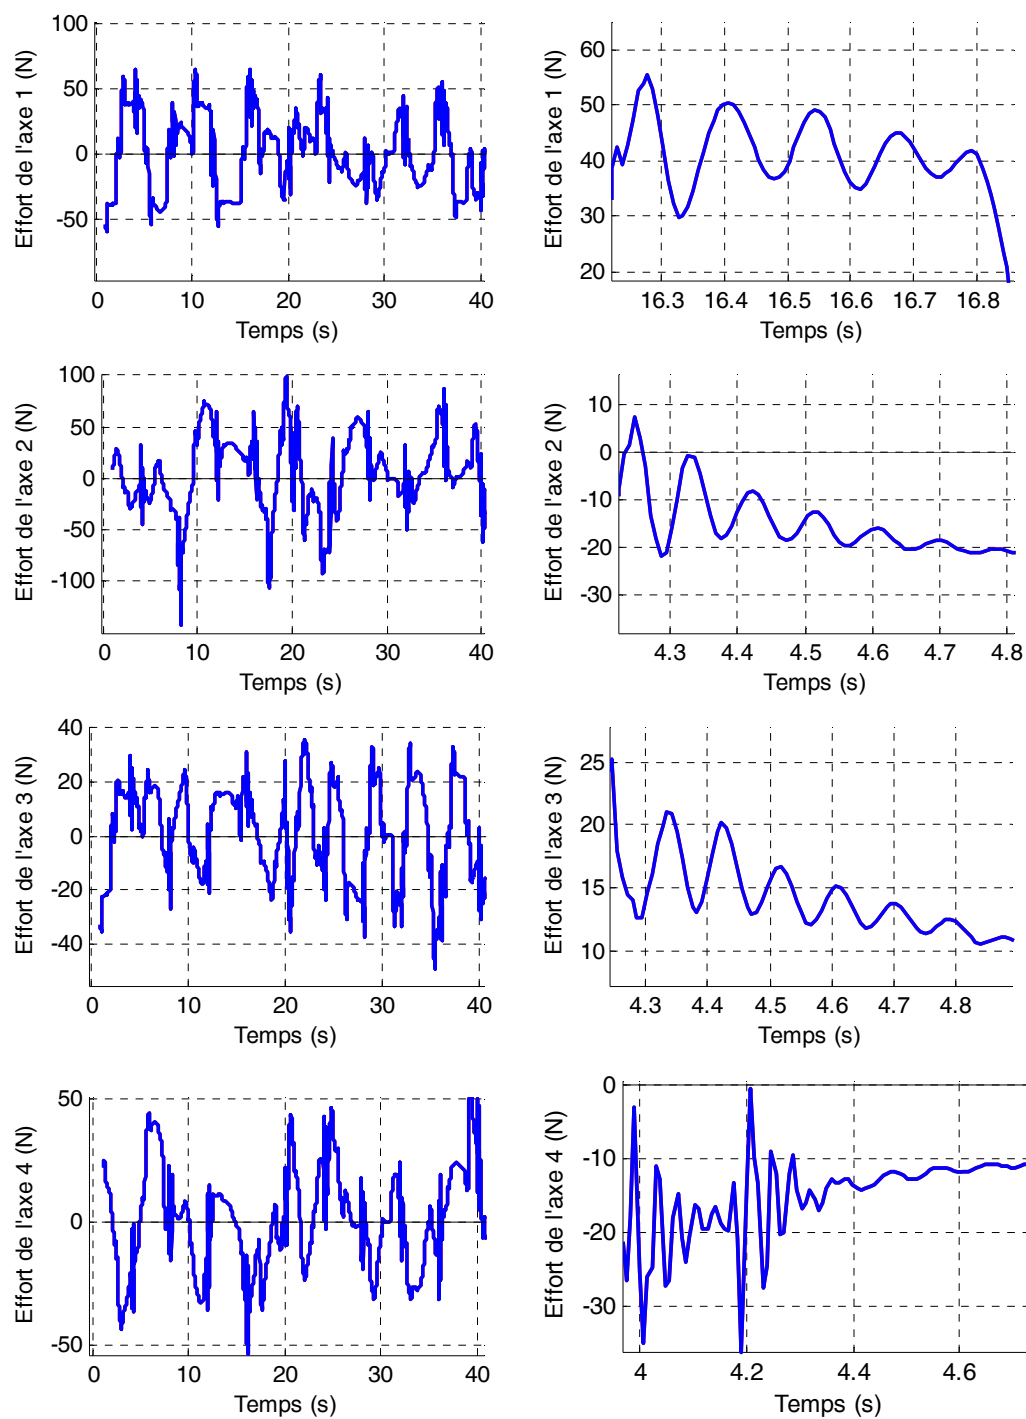 100
50
0
-50
0 10 20 30 40
Temps (s)
Effort de l'axe 1 (N)
60
50
40
30
20
16.3 16.4 16.5 16.6 16.7 16.8
Temps (s)
Effort de l'axe 1 (N)
100
50
0
-50
-100
0 10 20 30 40
Temps (s)
Effort de l'axe 2 (N)
10
0
-10
-20
-30
4.3 4.4 4.5 4.6 4.7 4.8
Temps (s)
Effort de l'axe 2 (N)
40
20
0
-20
-40
0 10 20 30 40
Temps (s)
Effort de l'axe 3 (N)
25
20
15
10
4.3 4.4 4.5 4.6 4.7 4.8
Temps (s)
Effort de l'axe 3 (N)
50
0
-50
0 10 20 30 40
Temps (s)
Effort de l'axe 4 (N)
0
-10
-20
-30
4 4.2 4.4 4.6
Temps (s)
Effort de l'axe 4 (N)